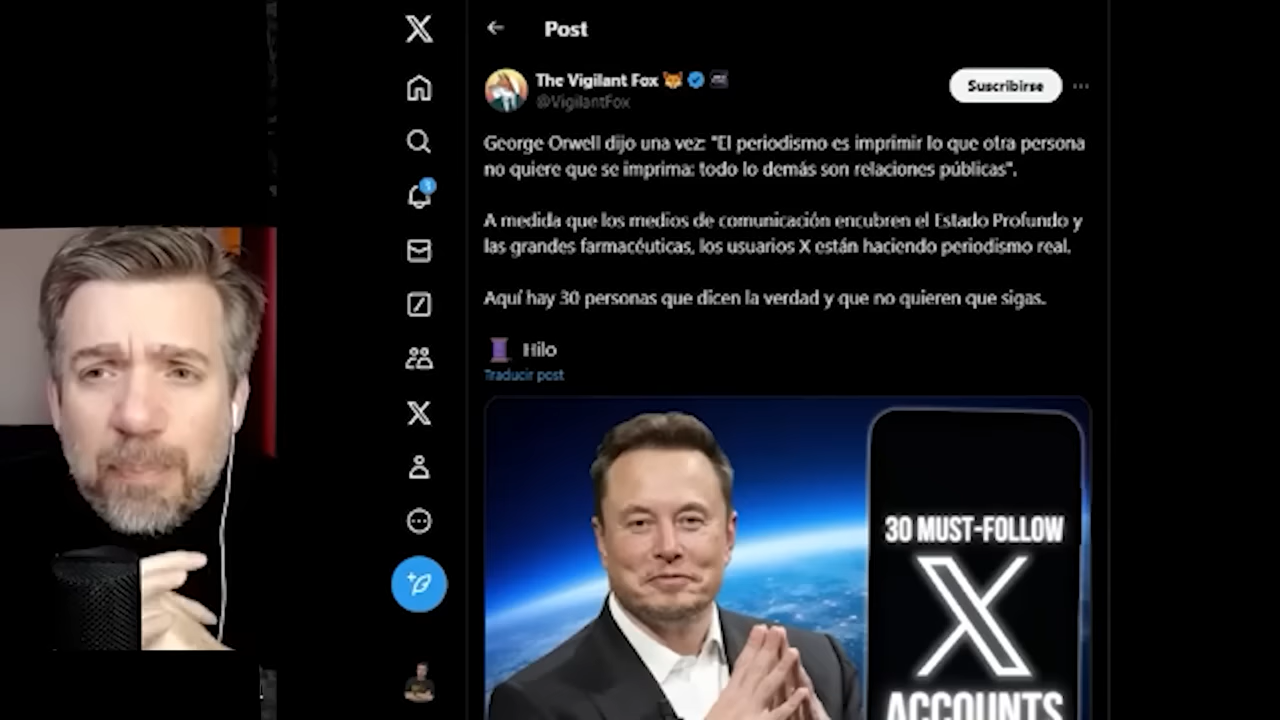 Post
The Vigilant Fox
@VigilantFox
Suscribirse
George Orwell dijo una vez: "El periodismo es imprimir lo que otra persona
no quiere que se imprima: todo lo demás son relaciones públicas".
A medida que los medios de comunicación encubren el Estado Profundo y
las grandes farmacéuticas, los usuarios X están haciendo periodismo real.
Aquí hay 30 personas que dicen la verdad y que no quieren que sigas.
Hilo
Traducir post
30 MUST-FOLLOW
X
ACCOUNTS
3